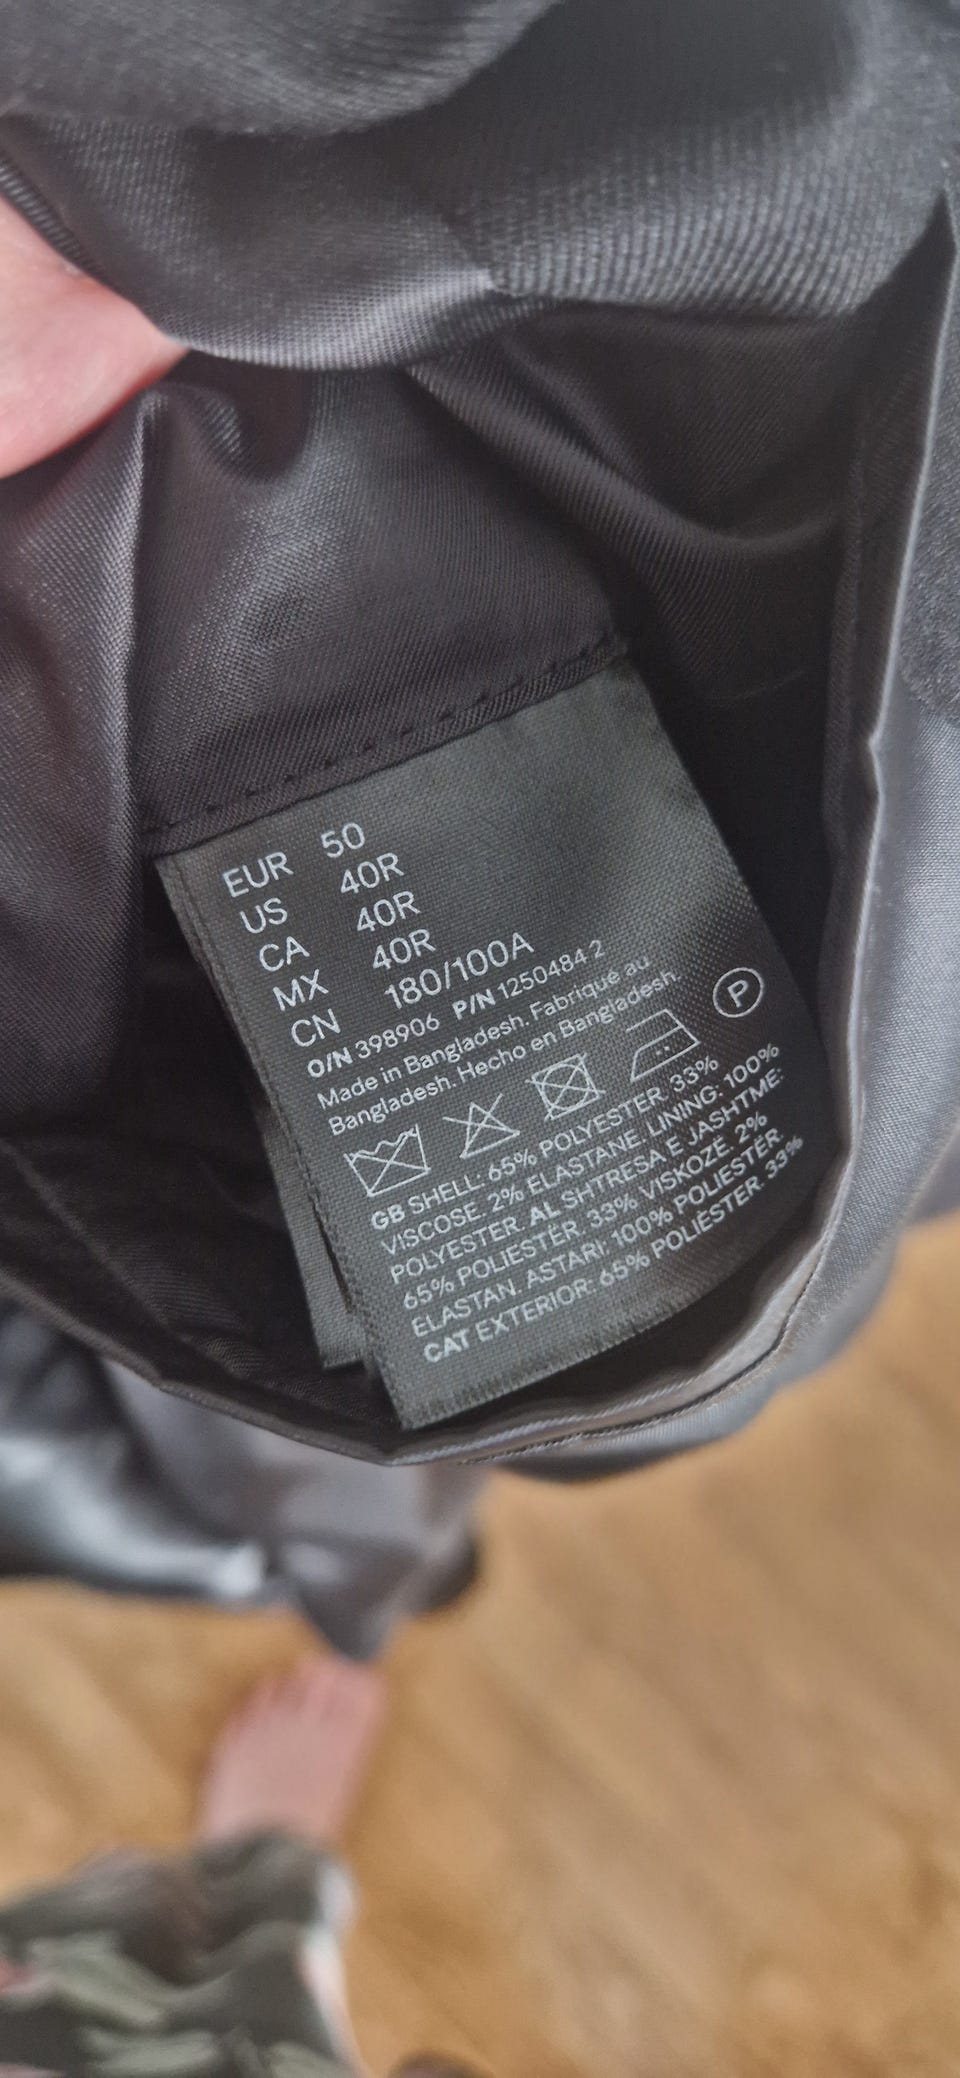 EUR 50
US 40R
CA 40R
MX 40R
CN 180/100A
O/N 398906 P/N 1250484 2
Made in Bangladesh. Fabriqué au
Bangladesh. Hecho en Bangladesh.
P
GB SHELL: 65% POLYESTER. 33%
VISCOSE. 2% ELASTANE. LINING: 100%
POLYESTER. AL SHTRESA E JASHTME:
65% POLIESTËR. 33% VISKOZË. 2%
ELASTAN. ASTARI: 100% POLIESTËR.
CAT EXTERIOR: 65% POLIÈSTER. 33%